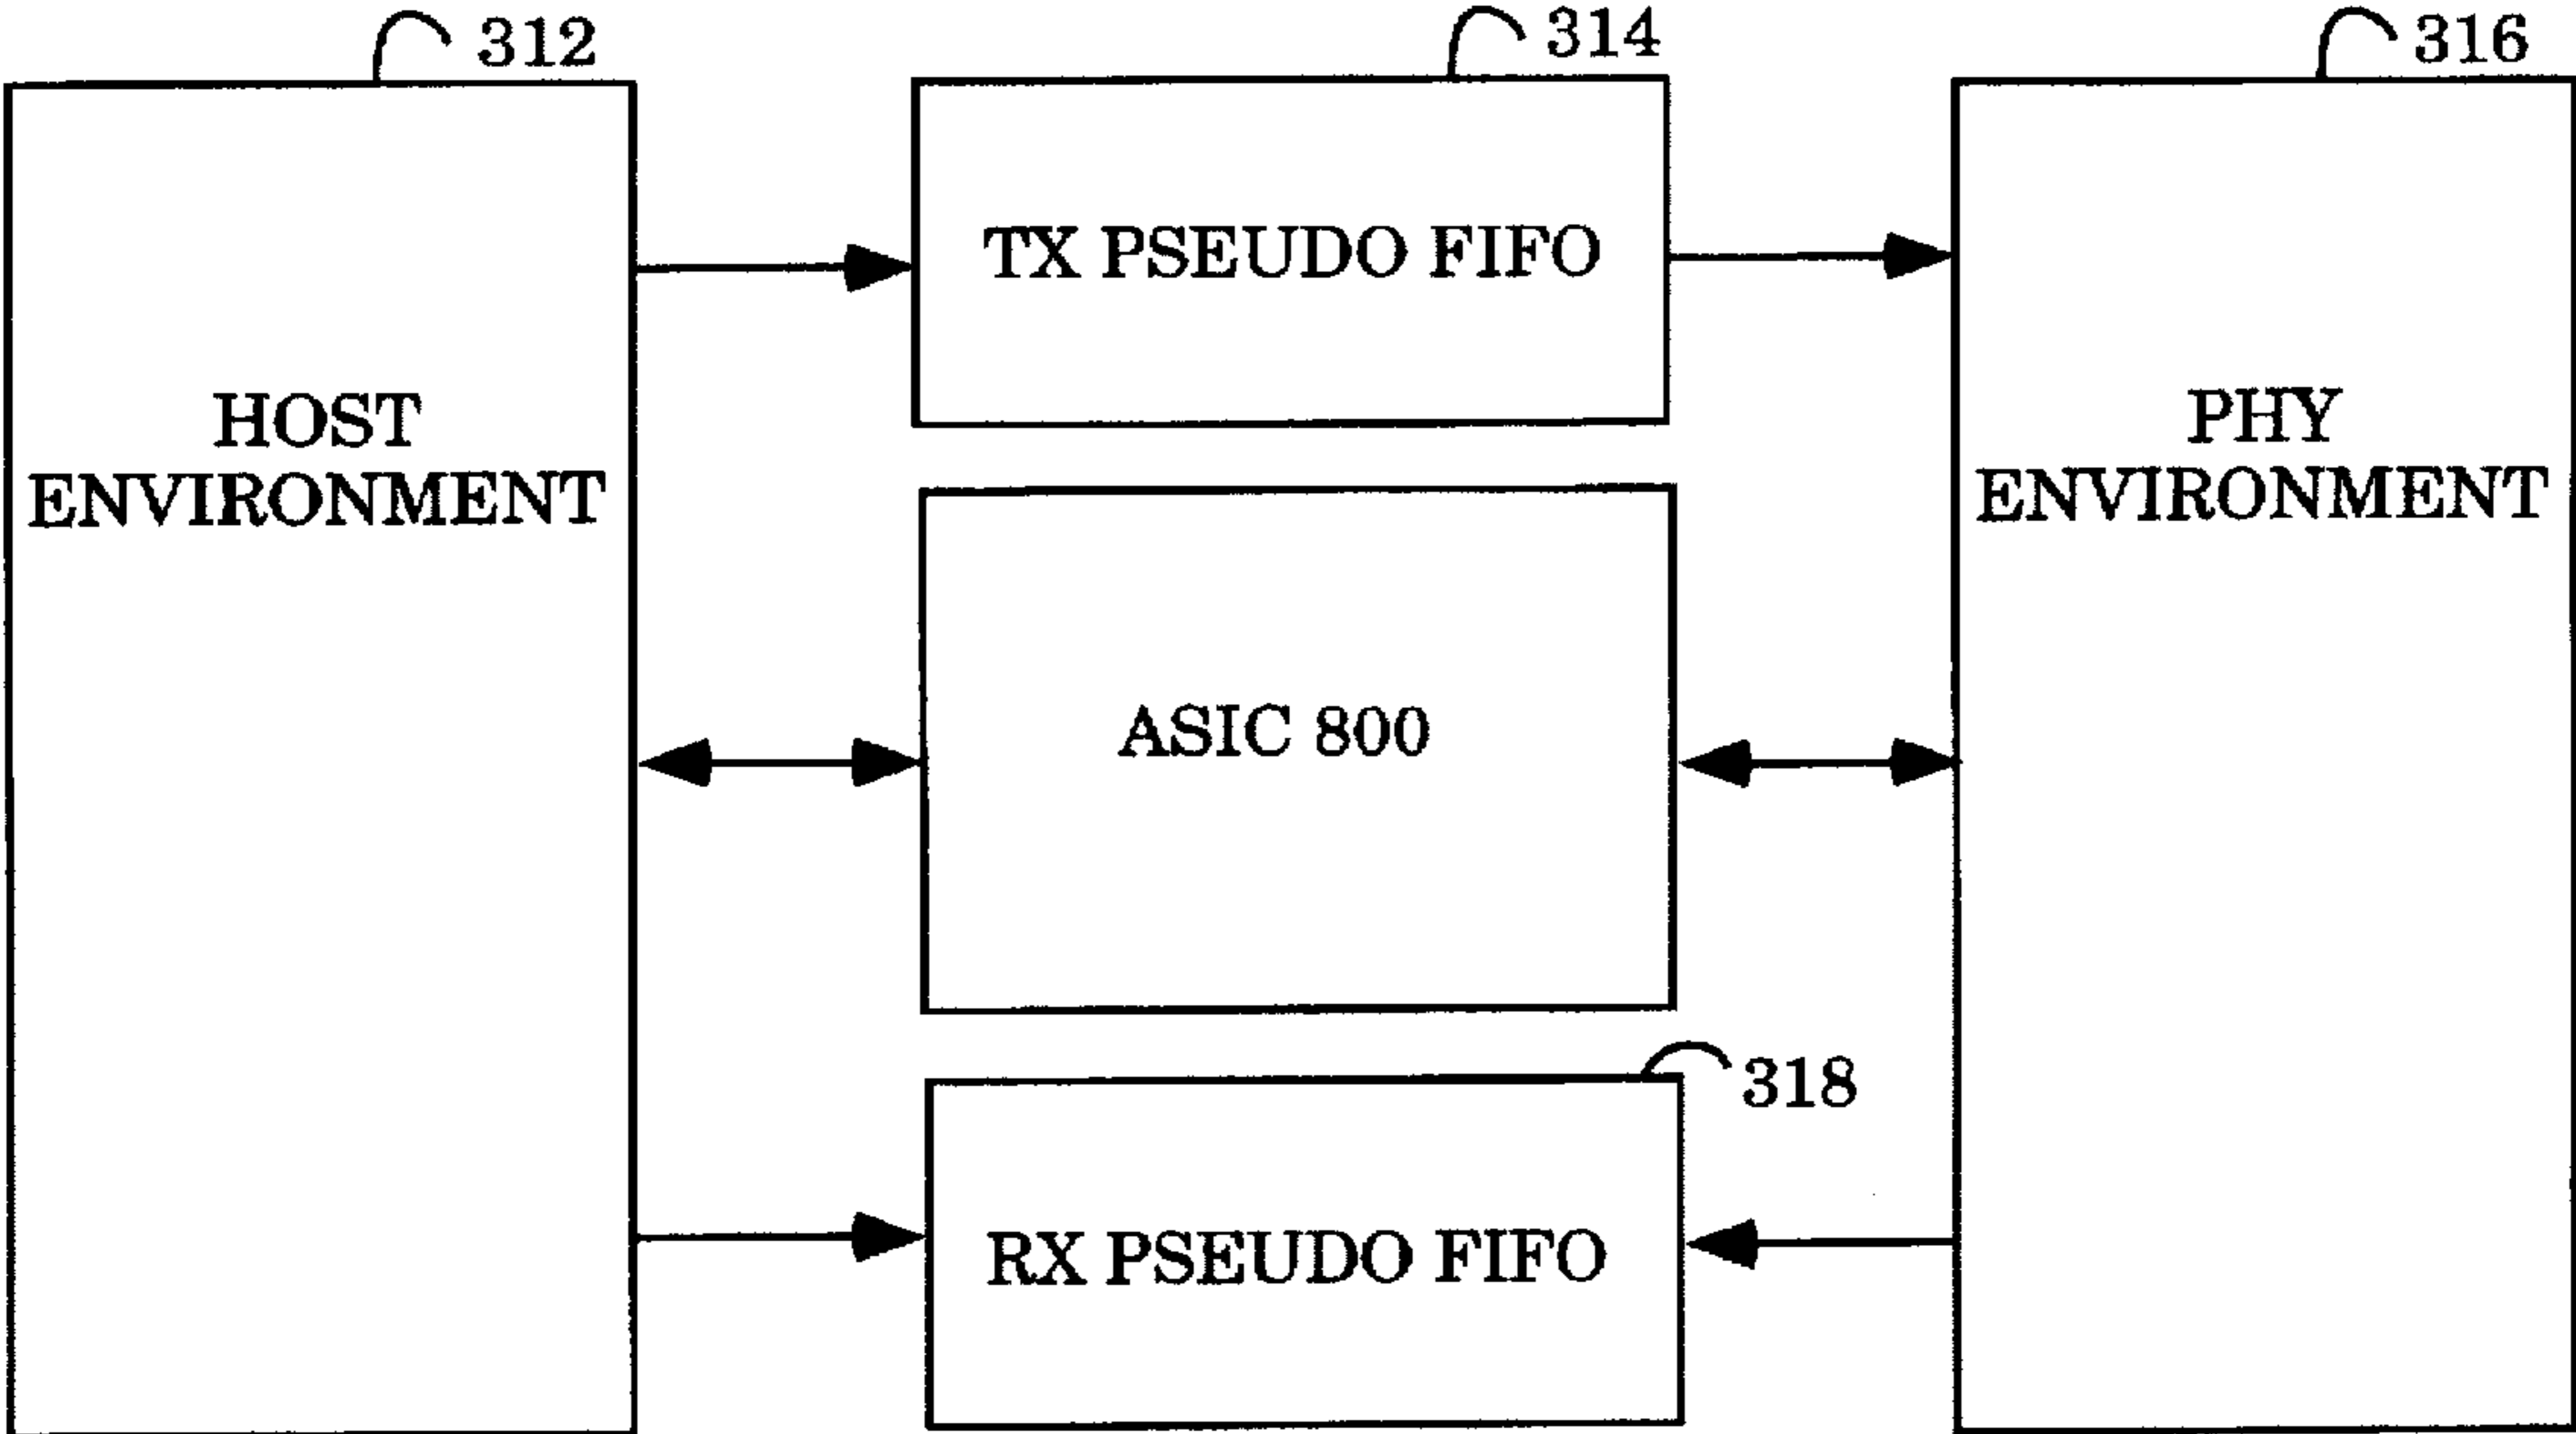 312
314
316
TX PSEUDO FIFO
HOST
ENVIRONMENT
PHY
ENVIRONMENT
ASIC 800
318
RX PSEUDO FIFO